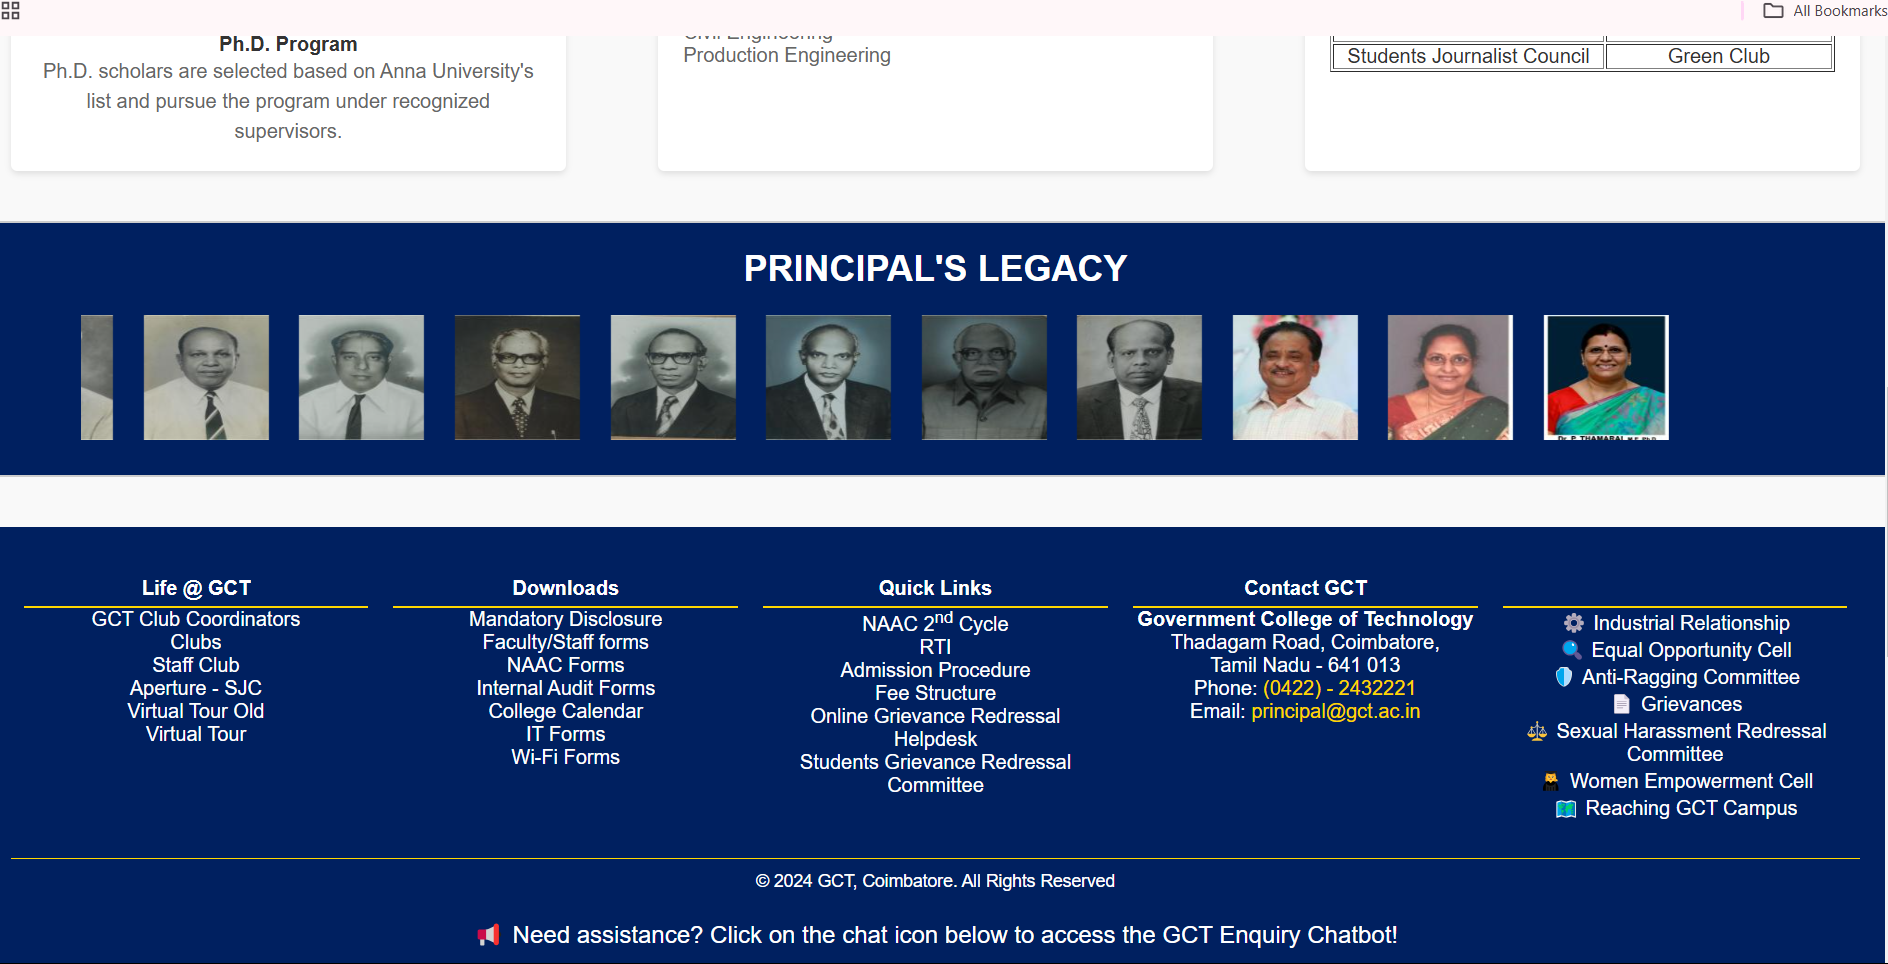 All Bookmarks
Ph.D. Program
Ph.D. scholars are selected based on Anna University's
list and pursue the program under recognized
supervisors.
Civil Engineering
Production Engineering
Students Journalist Council
Green Club
PRINCIPAL'S LEGACY
Dr. P. THAMARAI M.E. Ph.D.
Life @ GCT
GCT Club Coordinators
Clubs
Staff Club
Aperture - SJC
Virtual Tour Old
Virtual Tour
Downloads
Mandatory Disclosure
Faculty/Staff forms
NAAC Forms
Internal Audit Forms
College Calendar
IT Forms
Wi-Fi Forms
Quick Links
NAAC 2nd Cycle
RTI
Admission Procedure
Fee Structure
Online Grievance Redressal
Helpdesk
Students Grievance Redressal
Committee
Contact GCT
Government College of Technology
Thadagam Road, Coimbatore,
Tamil Nadu - 641 013
Phone: (0422) - 2432221
Email: principal@gct.ac.in
Industrial Relationship
Equal Opportunity Cell
Anti-Ragging Committee
Grievances
Sexual Harassment Redressal
Committee
Women Empowerment Cell
Reaching GCT Campus
© 2024 GCT, Coimbatore. All Rights Reserved
Need assistance? Click on the chat icon below to access the GCT Enquiry Chatbot!